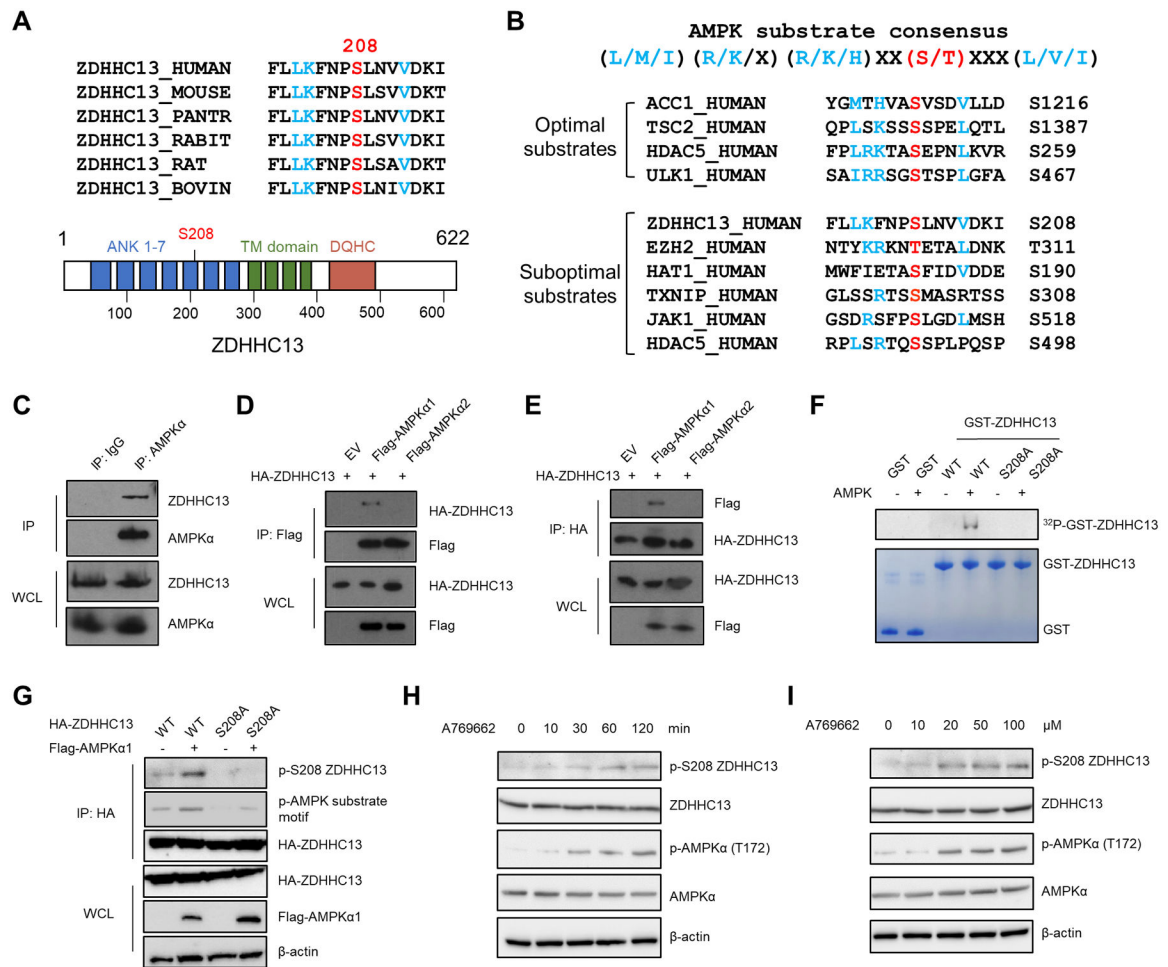 A
208
ZDHHC13_HUMAN FLLKFNPSLNVVDKI
ZDHHC13_MOUSE FLLKFNPSLSVVDKT
ZDHHC13_PANTR FLLKFNPSLNVVDKI
ZDHHC13_RABIT FLLKFNPSLSVVDKI
ZDHHC13_RAT FLLKFNPSLSAVDKT
ZDHHC13_BOVIN FLLKFNPSLNIVDKI
1 ANK 1-7 S208 TM domain DQHC 622
100 200 300 400 500 600
ZDHHC13
B
AMPK substrate consensus
(L/M/I)(R/K/X)(R/K/H)XX(S/T)XXX(L/V/I)
Optimal substrates
ACC1_HUMAN YGMTHVASVSDVLLD S1216
TSC2_HUMAN QPLSKSSSSPELQTL S1387
HDAC5_HUMAN FPLRKTASEPNLKVR S259
ULK1_HUMAN SAIRRSGSTSPLGFA S467
Suboptimal substrates
ZDHHC13_HUMAN FLLKFNPSLNVVDKI S208
EZH2_HUMAN NTYKRKNTETALDNK T311
HAT1_HUMAN MWFIETASFIDVDDE S190
TXNIP_HUMAN GLSSRTSSMASRTSS S308
JAK1_HUMAN GSDRSFPSLGDLMSH S518
HDAC5_HUMAN RPLSRTQSSPLPQSP S498
C
IP: IgG IP: AMPKα
IP
ZDHHC13
AMPKα
WCL
ZDHHC13
AMPKα
D
EV Flag-AMPKα1 Flag-AMPKα2
HA-ZDHHC13 + + +
IP: Flag
HA-ZDHHC13
Flag
WCL
HA-ZDHHC13
Flag
E
EV Flag-AMPKα1 Flag-AMPKα2
HA-ZDHHC13 + + +
IP: HA
Flag
HA-ZDHHC13
WCL
HA-ZDHHC13
Flag
F
GST-ZDHHC13
GST GST WT WT S208A S208A
AMPK - + - + - +
32P-GST-ZDHHC13
GST-ZDHHC13
GST
G
HA-ZDHHC13 WT WT S208A S208A
Flag-AMPKα1 - + - +
IP: HA
p-S208 ZDHHC13
p-AMPK substrate
motif
HA-ZDHHC13
WCL
HA-ZDHHC13
Flag-AMPKα1
β-actin
H
A769662 0 10 30 60 120 min
p-S208 ZDHHC13
ZDHHC13
p-AMPKα (T172)
AMPKα
β-actin
I
A769662 0 10 20 50 100 µM
p-S208 ZDHHC13
ZDHHC13
p-AMPKα (T172)
AMPKα
β-actin